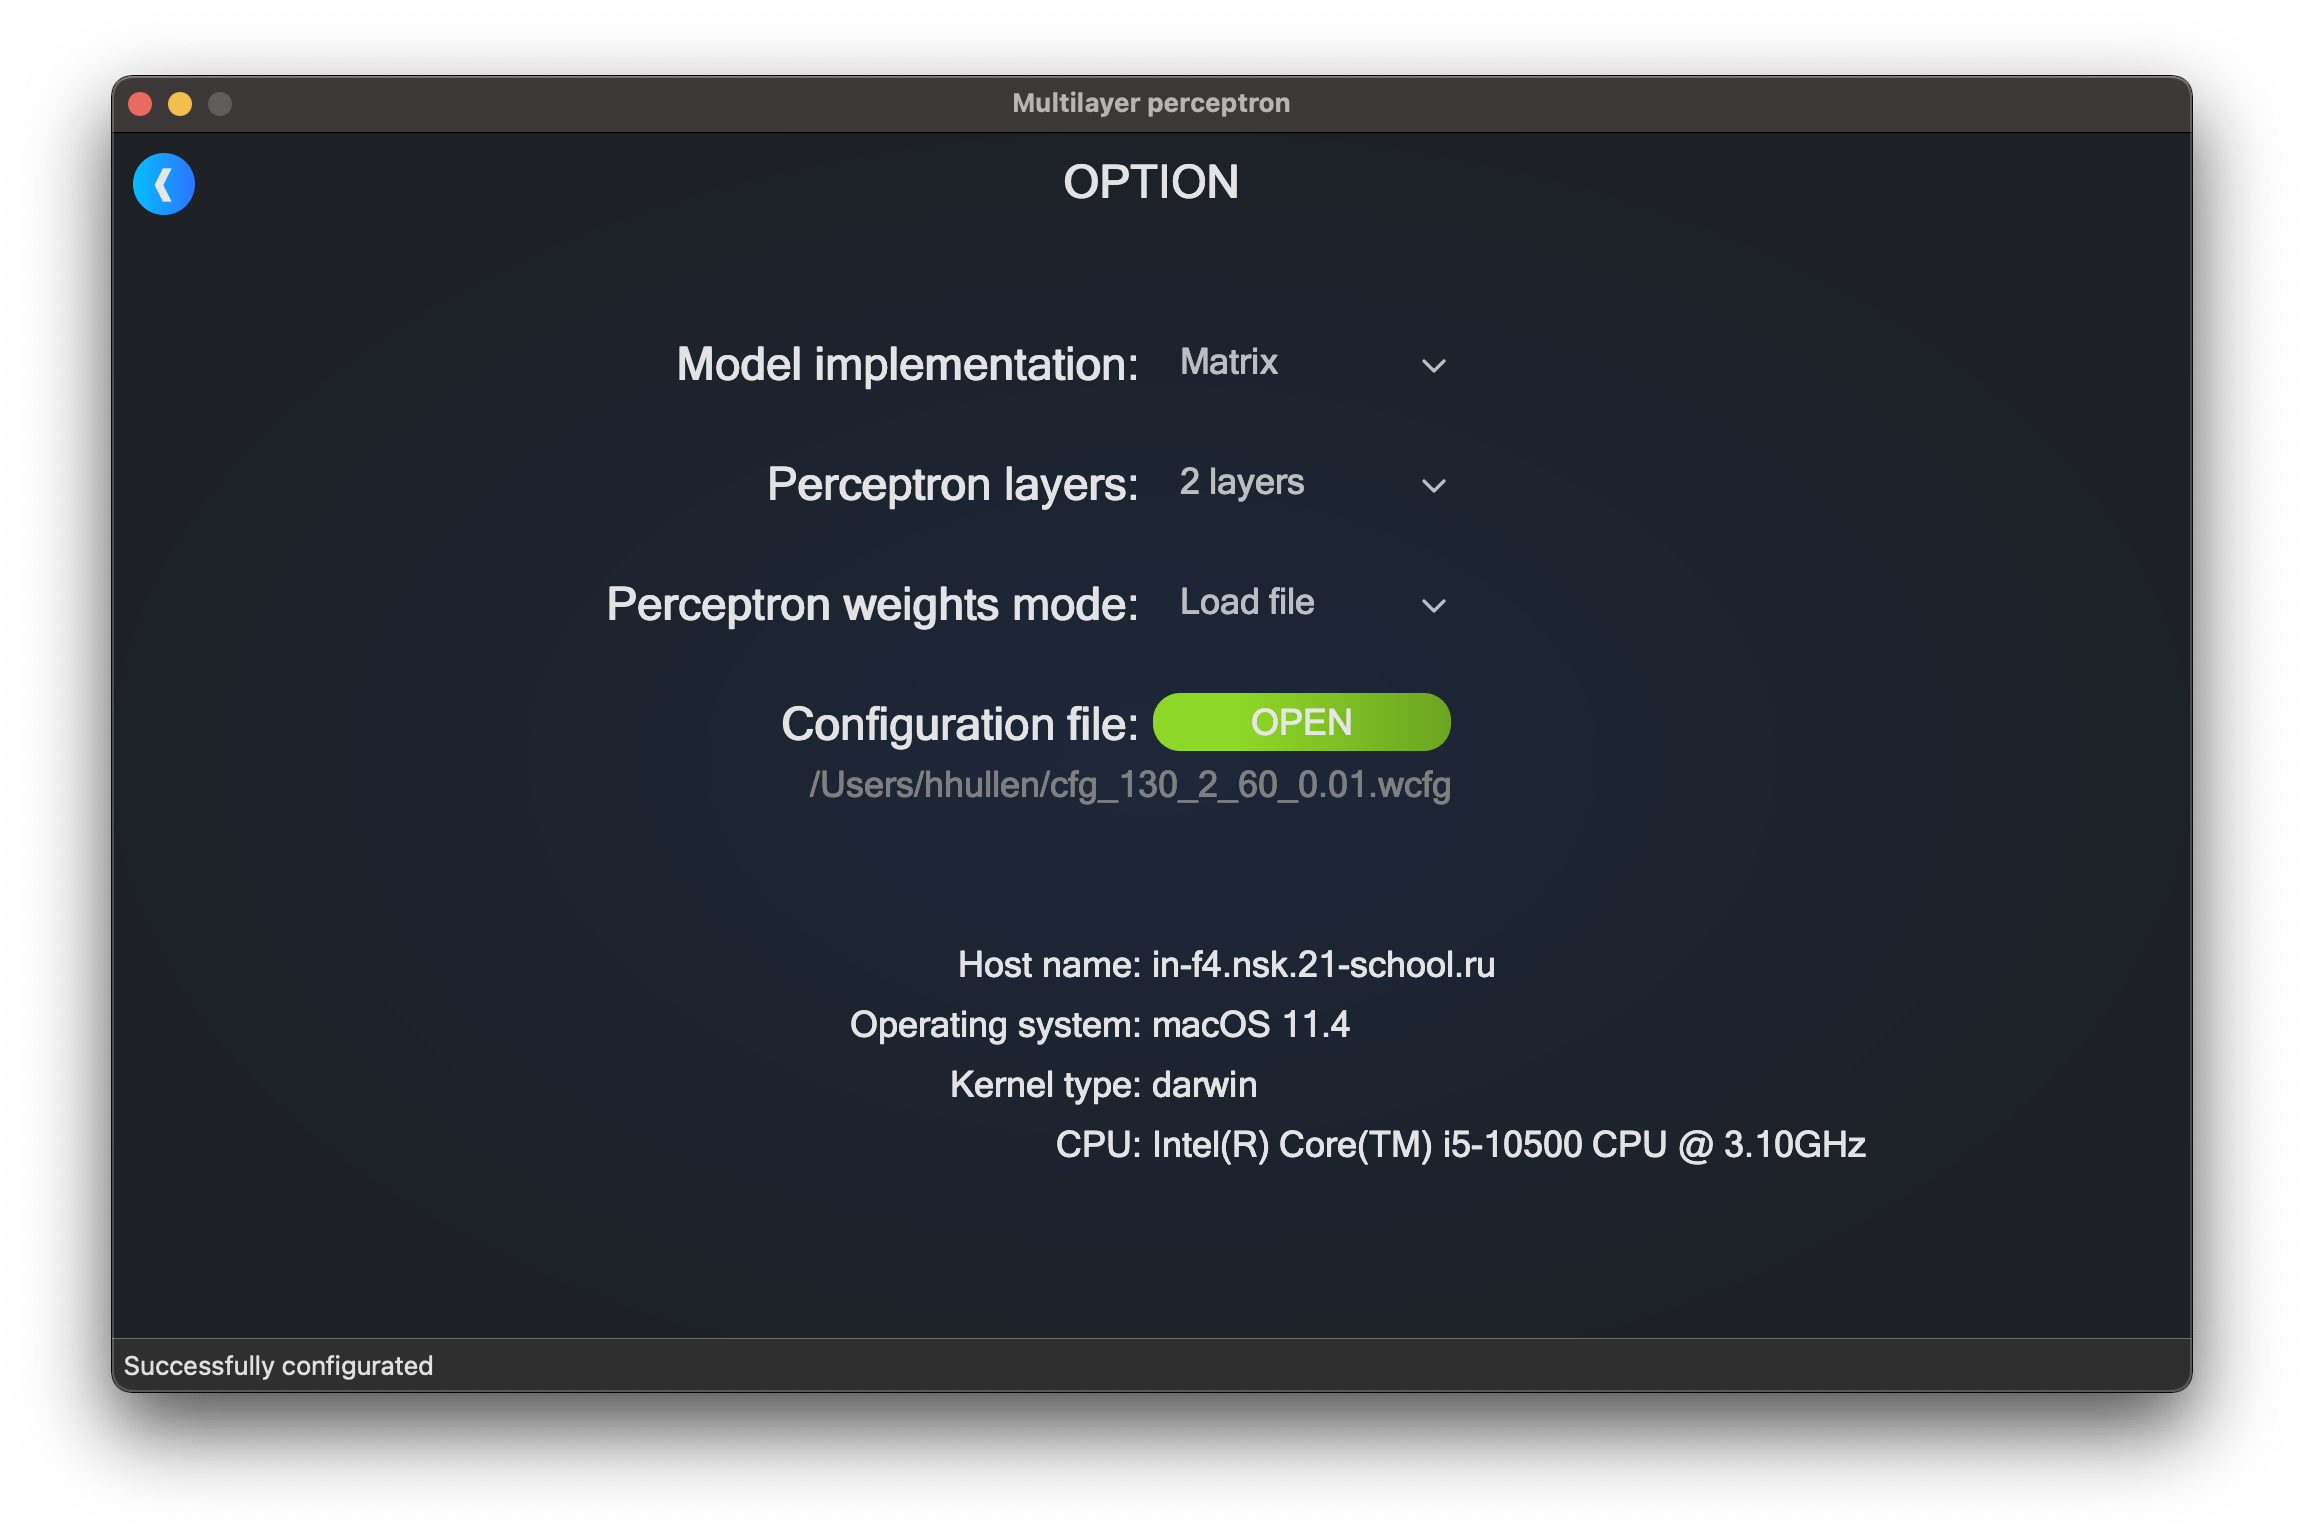 Multilayer perceptron
OPTION
Model implementation: Matrix
Perceptron layers: 2 layers
Perceptron weights mode: Load file
Configuration file: OPEN
/Users/hhullen/cfg_130_2_60_0.01.wcfg
Host name: in-f4.nsk.21-school.ru
Operating system: macOS 11.4
Kernel type: darwin
CPU: Intel(R) Core(TM) i5-10500 CPU @ 3.10GHz
Successfully configurated